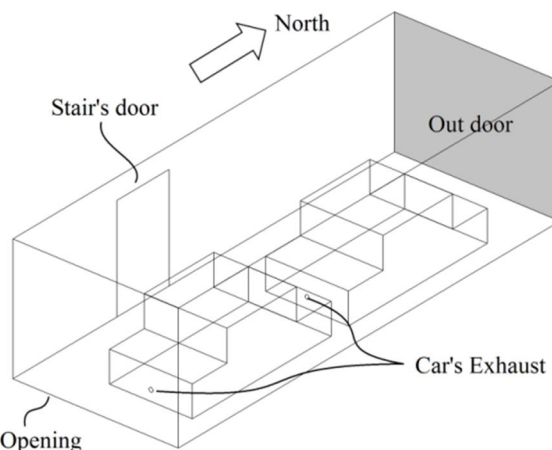 North
Stair's door
Out door
Car's Exhaust
Opening